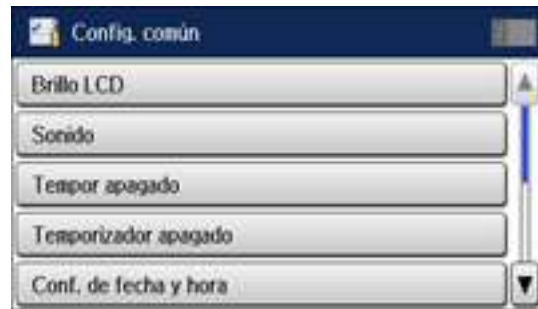 Config. común
Brillo LCD
Sonido
Tempor apagado
Temporizador apagado
Conf. de fecha y hora